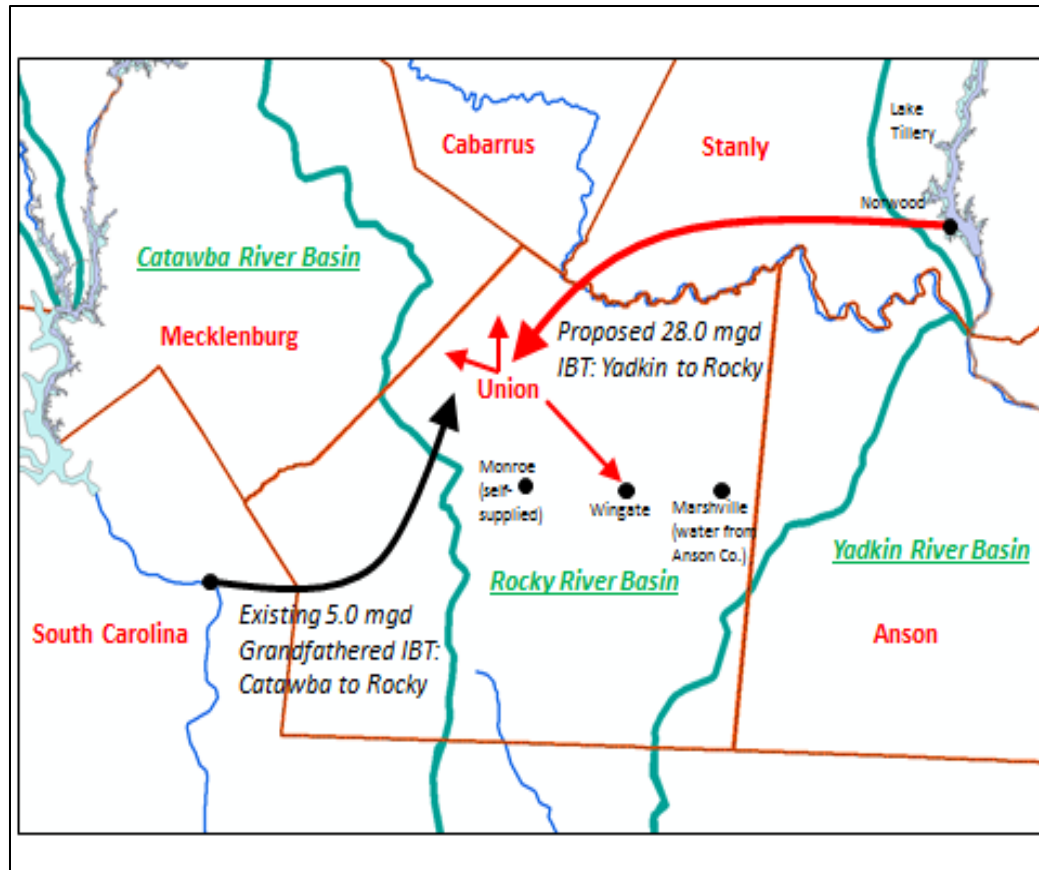 Lake
Tillery
Cabarrus
Stanly
Norwood
Catawba River Basin
Mecklenburg
Proposed 28.0 mgd
IBT: Yadkin to Rocky
Union
Monroe
(self-
supplied)
Wingate
Marshville
(water from
Anson Co.)
Yadkin River Basin
Rocky River Basin
Existing 5.0 mgd
Grandfathered IBT:
Catawba to Rocky
South Carolina
Anson